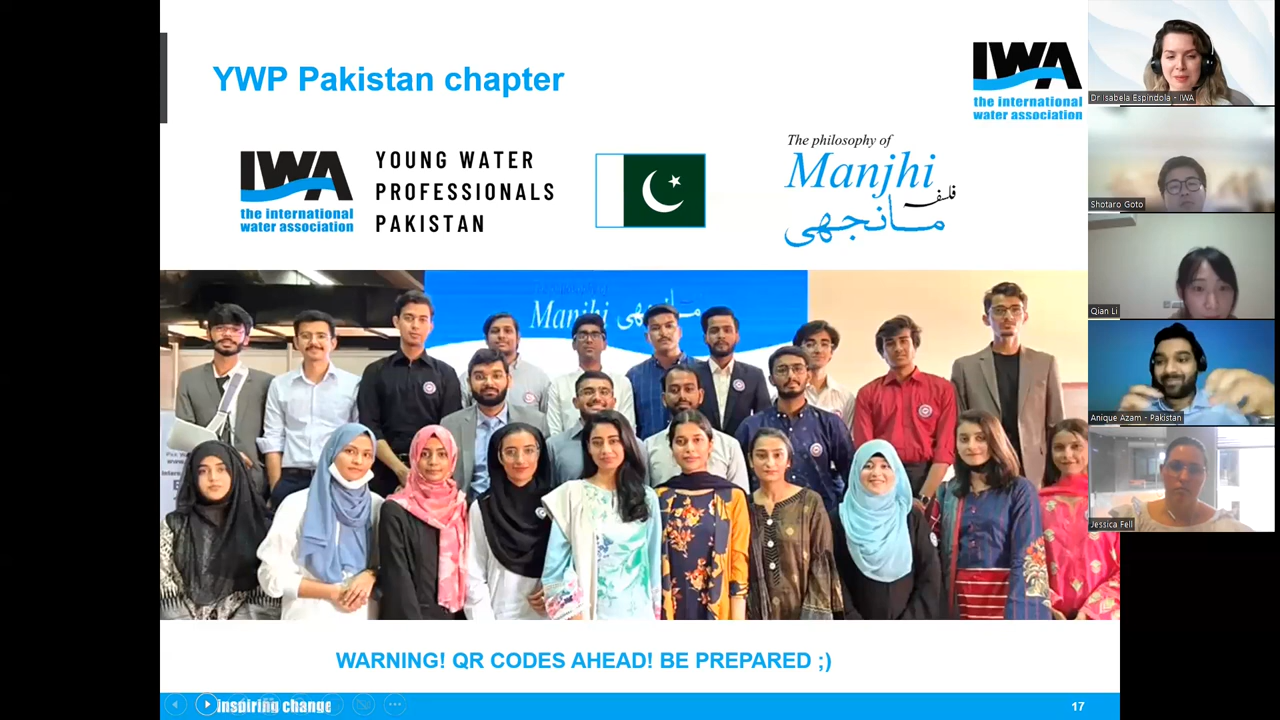 YWP Pakistan chapter
IWA
the international
water association
IWA
the international
water association
YOUNG WATER
PROFESSIONALS
PAKISTAN
The philosophy of
Manjhi
فلسفہ
مانجھی
Manjhi مانجھی
WARNING! QR CODES AHEAD! BE PREPARED ;)
inspiring change
17
Dr Isabela Espindola - IWA
Shotaro Goto
Qian Li
Anique Azam - Pakistan
Jessica Fell